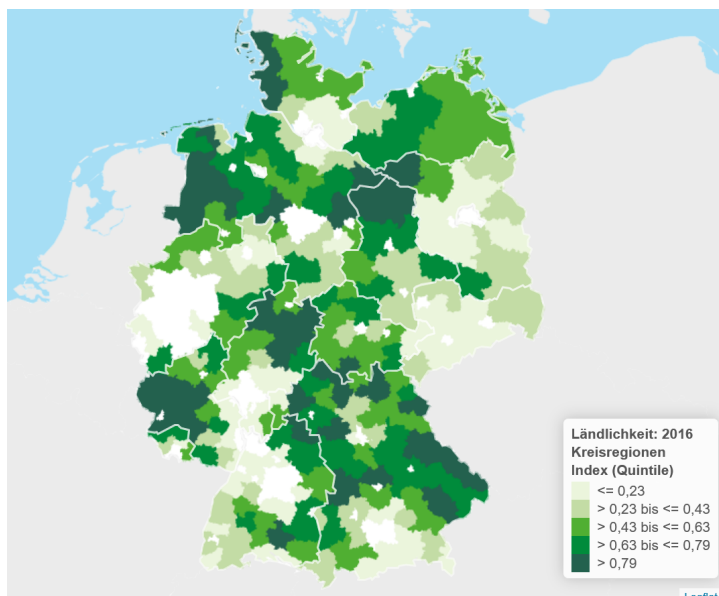 Ländlichkeit: 2016
Kreisregionen
Index (Quintile)
<= 0,23
> 0,23 bis <= 0,43
> 0,43 bis <= 0,63
> 0,63 bis <= 0,79
> 0,79
Leaflet